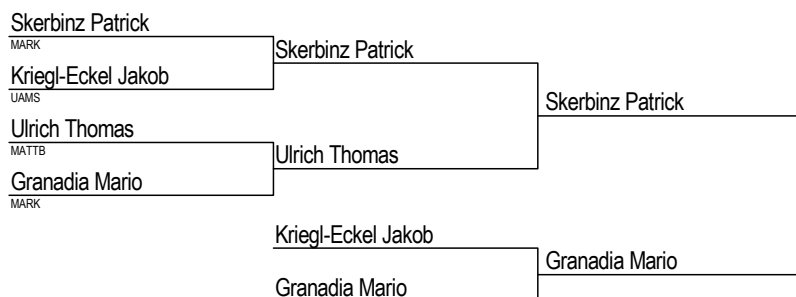 Skerbinz Patrick
MARK
Kriegl-Eckel Jakob
UAMS
Ulrich Thomas
MATTB
Granadia Mario
MARK
Skerbinz Patrick
Ulrich Thomas
Skerbinz Patrick
Kriegl-Eckel Jakob
Granadia Mario
Granadia Mario